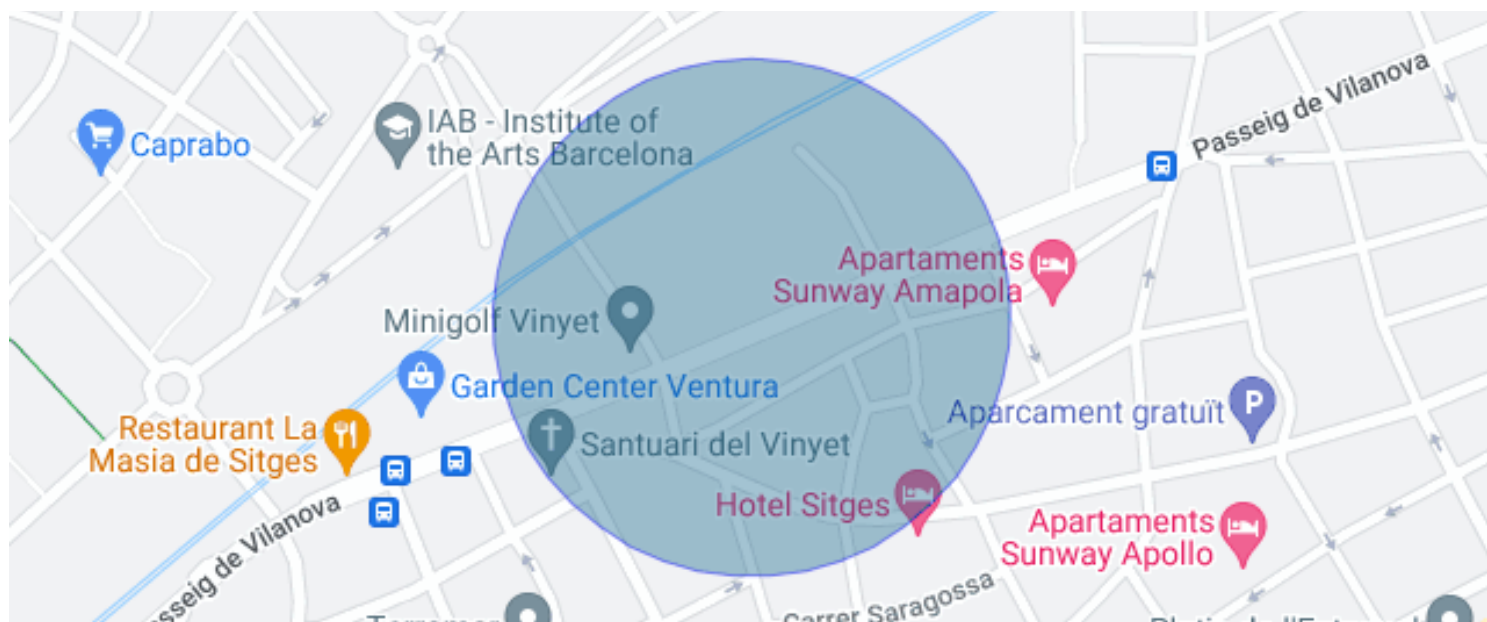 Passeig de Vilanova
IAB - Institute of
the Arts Barcelona
Caprabo
Apartaments
Sunway Amapola
Minigolf Vinyet
Garden Center Ventura
Aparcament gratuït
P
Restaurant La
Masia de Sitges
Santuari del Vinyet
Hotel Sitges
Apartaments
Sunway Apollo
Passeig de Vilanova
Carrer Saragossa